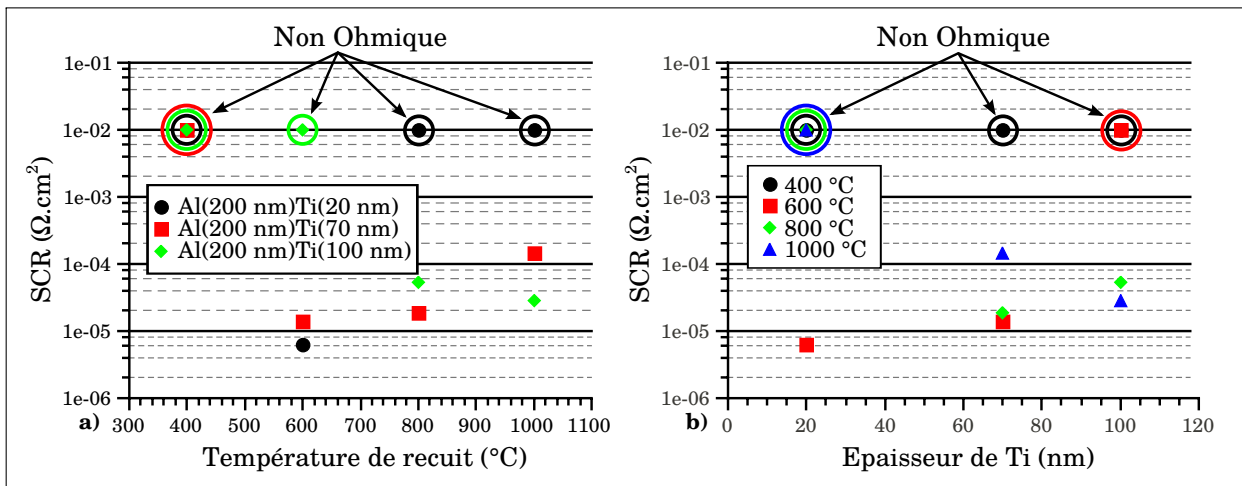 Non Ohmique
1e-01
1e-02
1e-03
1e-04
1e-05
1e-06
SCR (Ω.cm²)
Al(200 nm)Ti(20 nm)
Al(200 nm)Ti(70 nm)
Al(200 nm)Ti(100 nm)
a)
300 400 500 600 700 800 900 1000 1100
Température de recuit (°C)
Non Ohmique
1e-01
1e-02
1e-03
1e-04
1e-05
1e-06
SCR (Ω.cm²)
400 °C
600 °C
800 °C
1000 °C
b)
0 20 40 60 80 100 120
Epaisseur de Ti (nm)